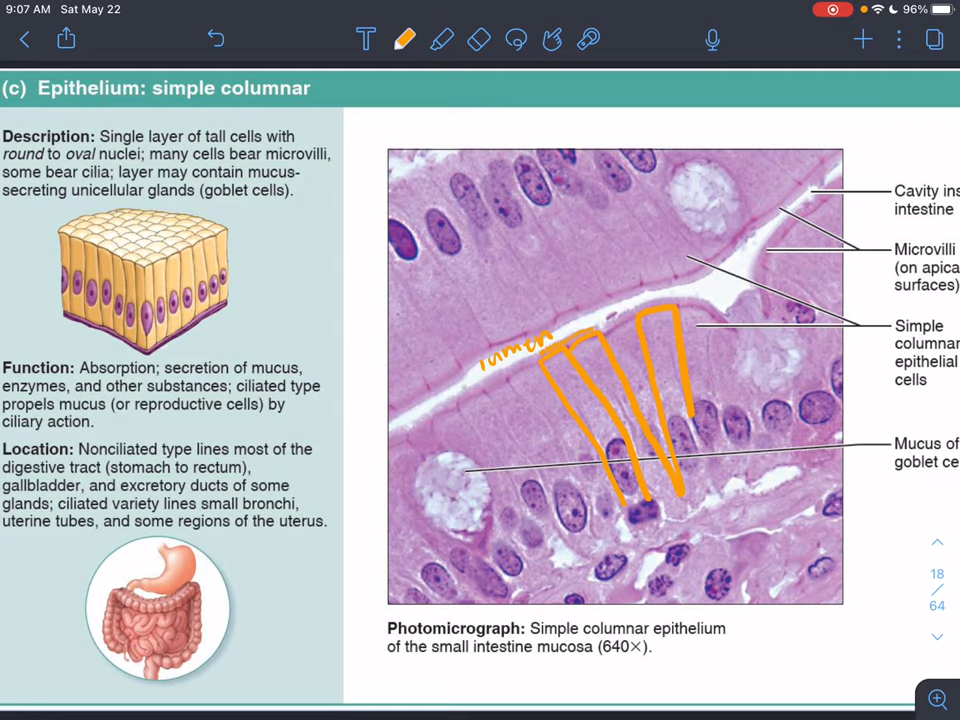 9:07 AM Sat May 22
96%
(c) Epithelium: simple columnar
Description: Single layer of tall cells with
round to oval nuclei; many cells bear microvilli,
some bear cilia; layer may contain mucus-
secreting unicellular glands (goblet cells).
Function: Absorption; secretion of mucus,
enzymes, and other substances; ciliated type
propels mucus (or reproductive cells) by
ciliary action.
Location: Nonciliated type lines most of the
digestive tract (stomach to rectum),
gallbladder, and excretory ducts of some
glands; ciliated variety lines small bronchi,
uterine tubes, and some regions of the uterus.
lumen
Cavity ins
intestine
Microvilli
(on apica
surfaces)
Simple
columnar
epithelial
cells
Mucus of
goblet ce
Photomicrograph: Simple columnar epithelium
of the small intestine mucosa (640×).
18
/
64